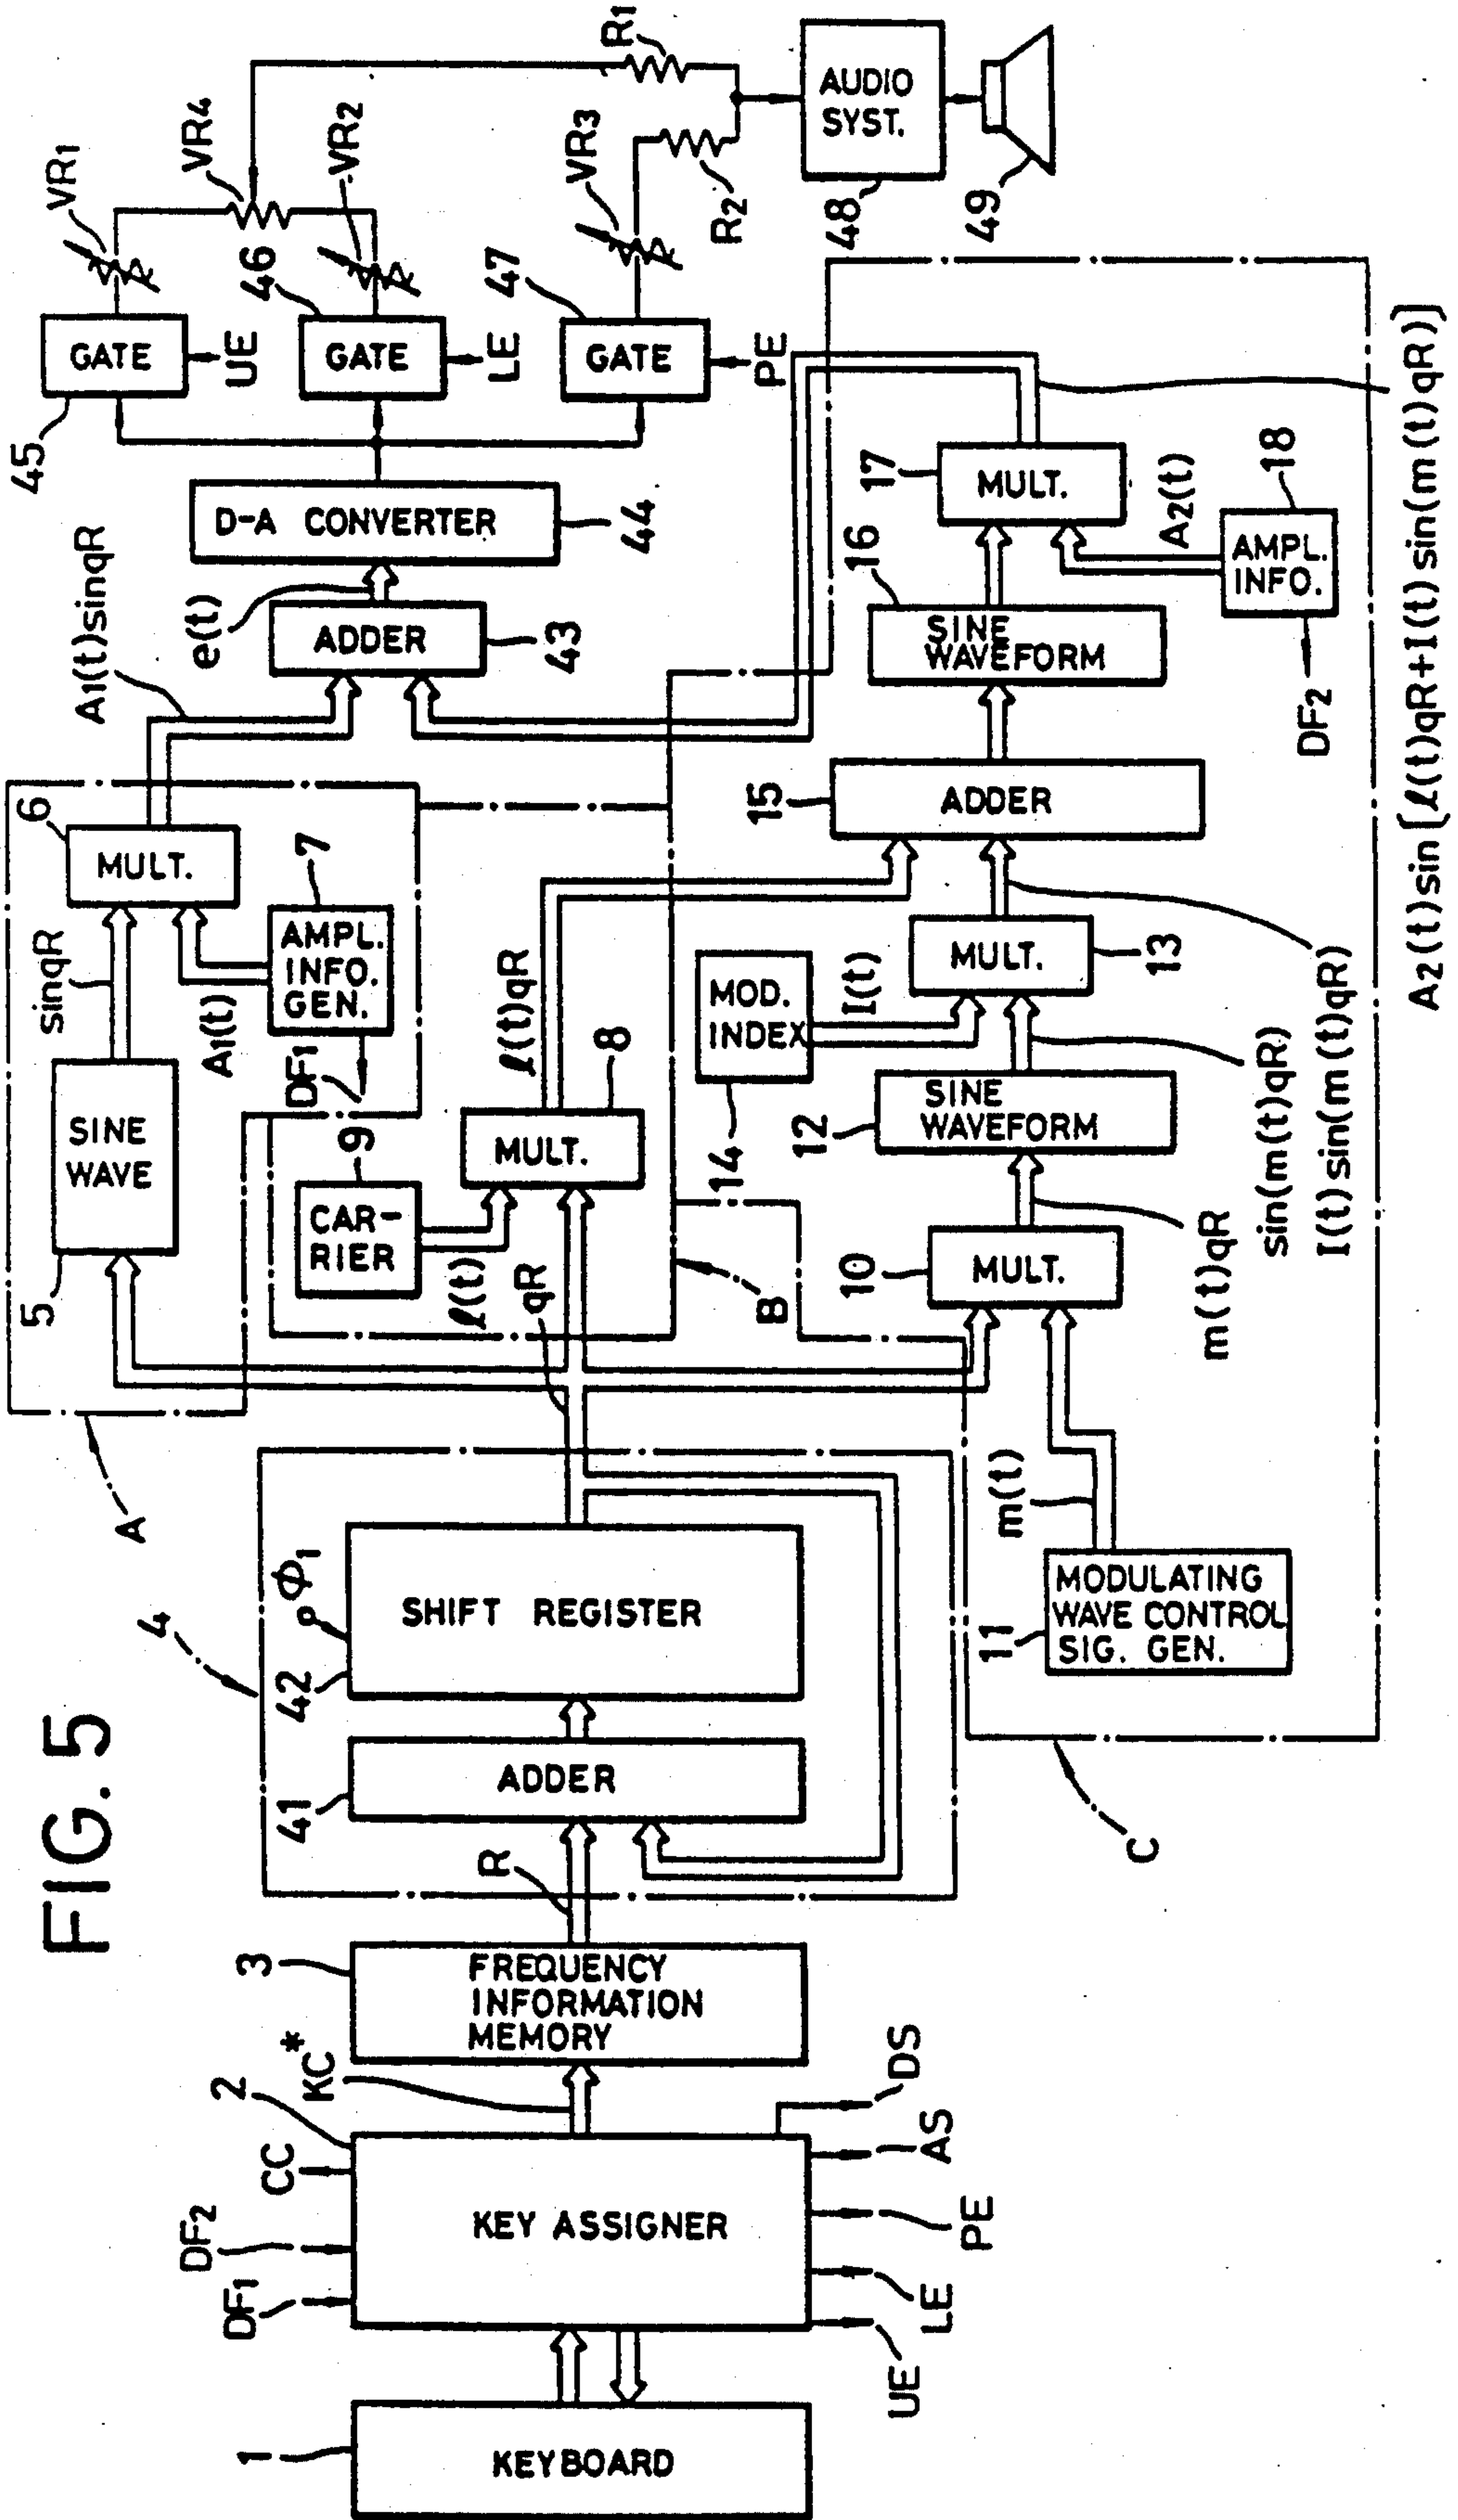 FIG. 5
1
KEYBOARD
DF1
DF2
CC
2
KEY ASSIGNER
UE
LE
PE
AS
DS
KC*
3
FREQUENCY
INFORMATION
MEMORY
R
4
41
ADDER
42
ϕ1
SHIFT REGISTER
qR
A
5
SINE
WAVE
sinqR
6
MULT.
7
AMPL.
INFO.
GEN.
A1(t)
DF1
A1(t)sinqR
B
9
CAR-
RIER
ℓ(t)
8
MULT.
ℓ(t)qR
C
11
MODULATING
WAVE CONTROL
SIG. GEN.
m(t)
10
MULT.
m(t)qR
12
SINE
WAVEFORM
sin(m(t)qR)
14
MOD.
INDEX
I(t)
13
MULT.
I(t)sin(m(t)qR)
15
ADDER
16
SINE
WAVEFORM
17
MULT.
18
AMPL.
INFO.
A2(t)
DF2
A2(t)sin{ℓ(t)qR+I(t)sin(m(t)qR)}
43
ADDER
e(t)
44
D-A CONVERTER
45
GATE
UE
46
GATE
LE
47
GATE
PE
VR1
VR4
VR2
VR3
R1
R2
48
AUDIO
SYST.
49